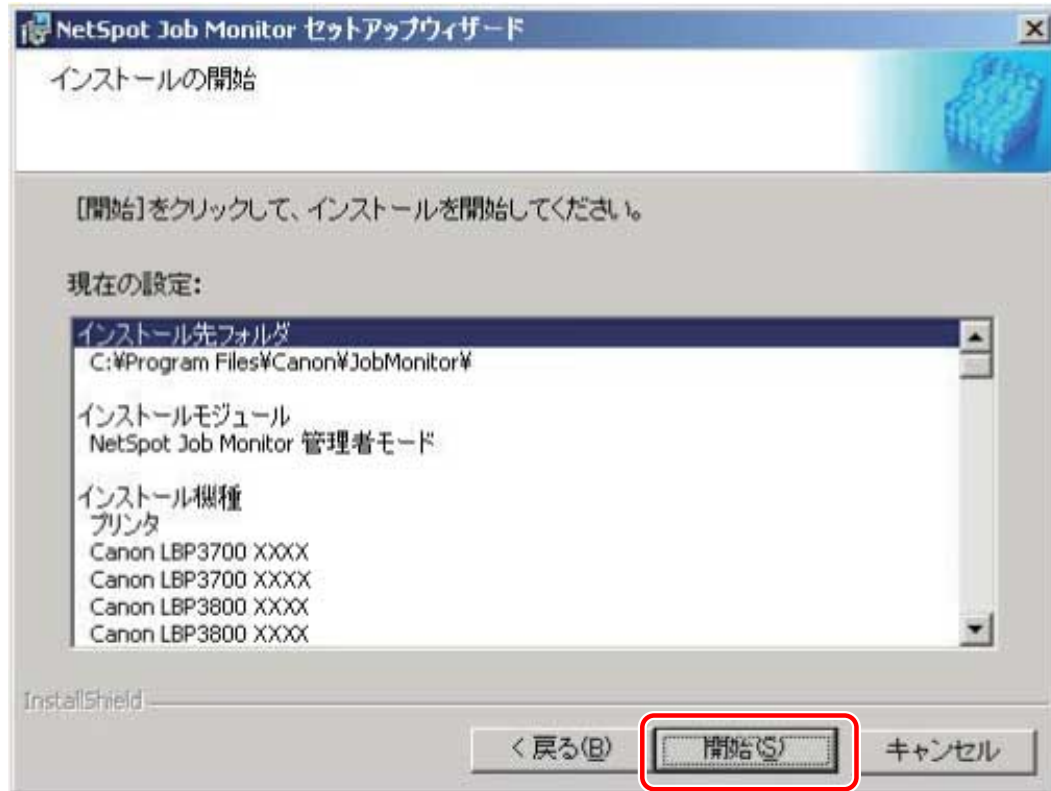 NetSpot Job Monitor セットアップウィザード
インストールの開始
[開始]をクリックして、インストールを開始してください。
現在の設定:
インストール先フォルダ
C:¥Program Files¥Canon¥JobMonitor¥
インストールモジュール
NetSpot Job Monitor 管理者モード
インストール機種
プリンタ
Canon LBP3700 XXXX
Canon LBP3700 XXXX
Canon LBP3800 XXXX
Canon LBP3800 XXXX
InstallShield
< 戻る(B) 開始(S) キャンセル